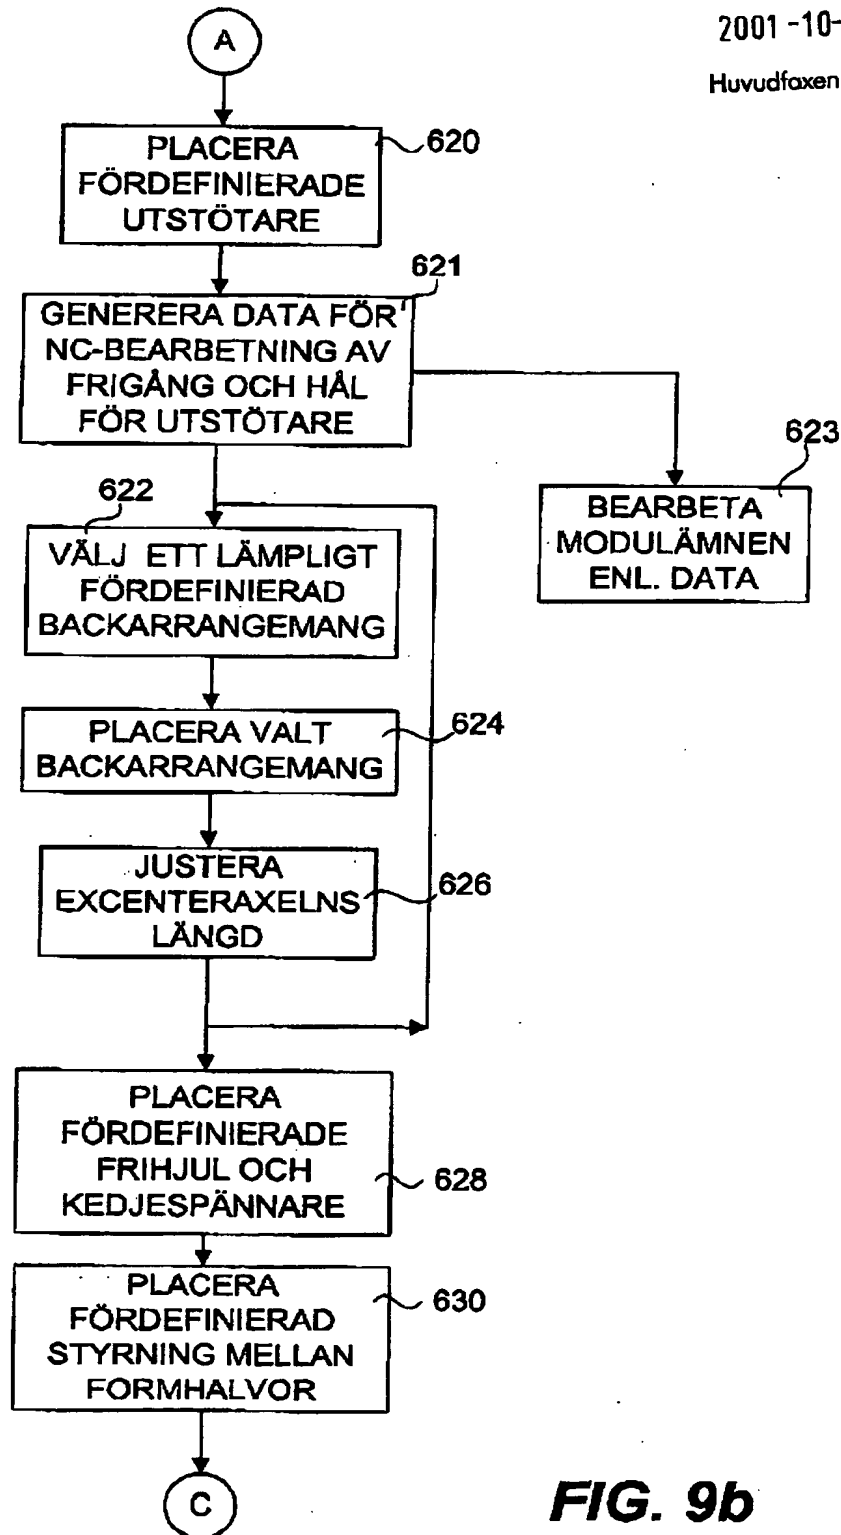 A
2001-10-
Huvudfaxen
PLACERA
FÖRDEFINIERADE
UTSTÖTARE
620
621
GENERERA DATA FÖR
NC-BEARBETNING AV
FRIGÅNG OCH HÅL
FÖR UTSTÖTARE
623
BEARBETA
MODULÄMNEN
ENL. DATA
622
VÄLJ ETT LÄMPLIGT
FÖRDEFINIERAD
BACKARRANGEMANG
PLACERA VALT
BACKARRANGEMANG
624
JUSTERA
EXCENTERAXELNS
LÄNGD
626
PLACERA
FÖRDEFINIERADE
FRIHJUL OCH
KEDJESPÄNNARE
628
PLACERA
FÖRDEFINIERAD
STYRNING MELLAN
FORMHALVOR
630
C
FIG. 9b